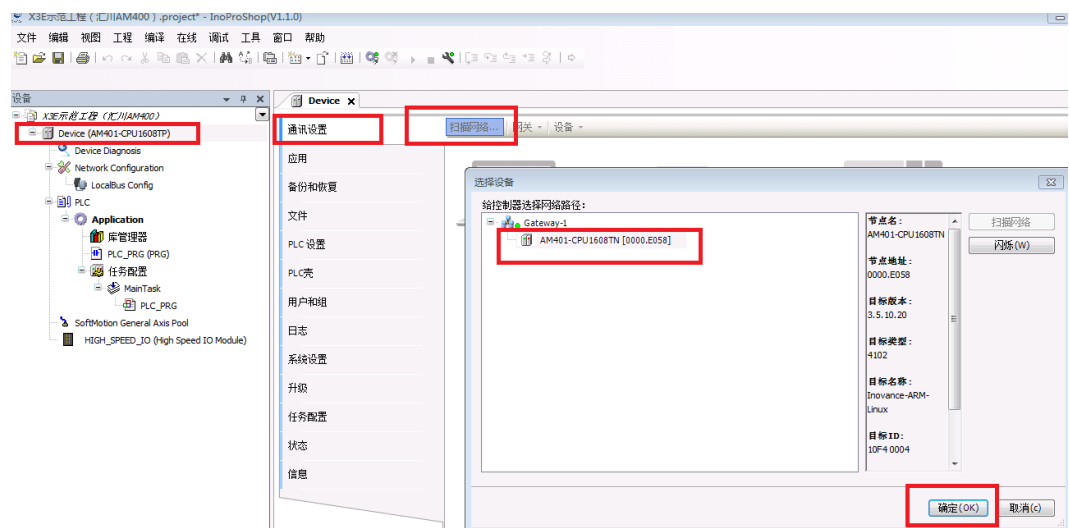 X3E示范工程（汇川AM400）.project* - InoProShop(V1.1.0)
文件 编辑 视图 工程 编译 在线 调试 工具 窗口 帮助
设备
X3E示范工程（汇川AM400）
Device (AM401-CPU1608TP)
Device Diagnosis
Network Configuration
LocalBus Config
PLC
Application
库管理器
PLC_PRG (PRG)
任务配置
MainTask
PLC_PRG
SoftMotion General Axis Pool
HIGH_SPEED_IO (High Speed IO Module)
Device
通讯设置
应用
备份和恢复
文件
PLC 设置
PLC壳
用户和组
日志
系统设置
升级
任务配置
状态
信息
扫描网络... 网关 设备
选择设备
给控制器选择网络路径：
Gateway-1
AM401-CPU1608TN [0000.E058]
节点名：
AM401-CPU1608TN
节点地址：
0000.E058
目标版本：
3.5.10.20
目标类型：
4102
目标名称：
Inovance-ARM-
Linux
目标ID：
10F4 0004
扫描网络
闪烁(W)
确定(OK) 取消(c)